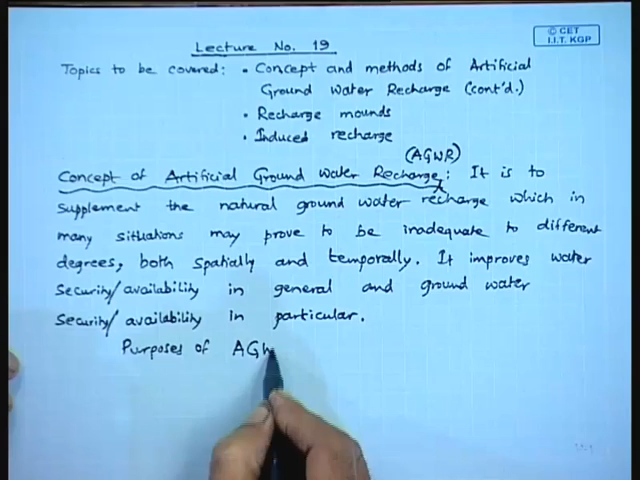 Lecture No. 19
© CET
I.I.T. KGP
Topics to be covered: • Concept and methods of Artificial
Ground Water Recharge (cont'd.)
• Recharge mounds
• Induced recharge
(AGWR)
Concept of Artificial Ground Water Recharge: It is to
supplement the natural ground water recharge which in
many situations may prove to be inadequate to different
degrees, both spatially and temporally. It improves water
security/availability in general and ground water
security/availability in particular.
Purposes of AGW